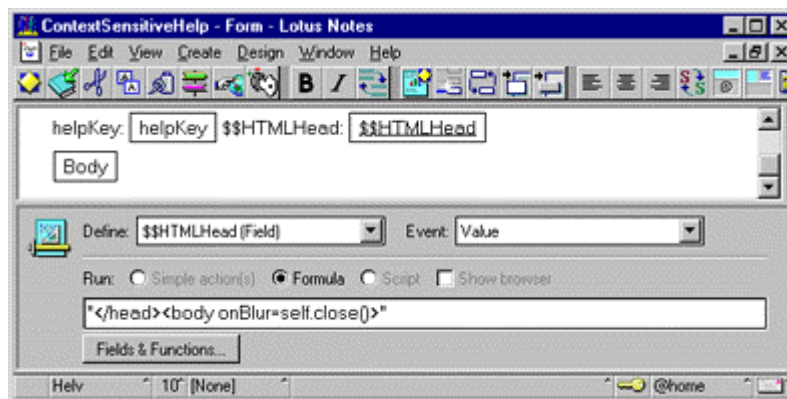 ContextSensitiveHelp - Form - Lotus Notes
File Edit View Create Design Window Help
B I S S
helpKey: helpKey $$HTMLHead: $$HTMLHead
Body
Define: $$HTMLHead (Field) Event: Value
Run: Simple action(s) Formula Script Show browser
"</head><body onBlur=self.close()>"
Fields & Functions...
Helv 10 [None] @home